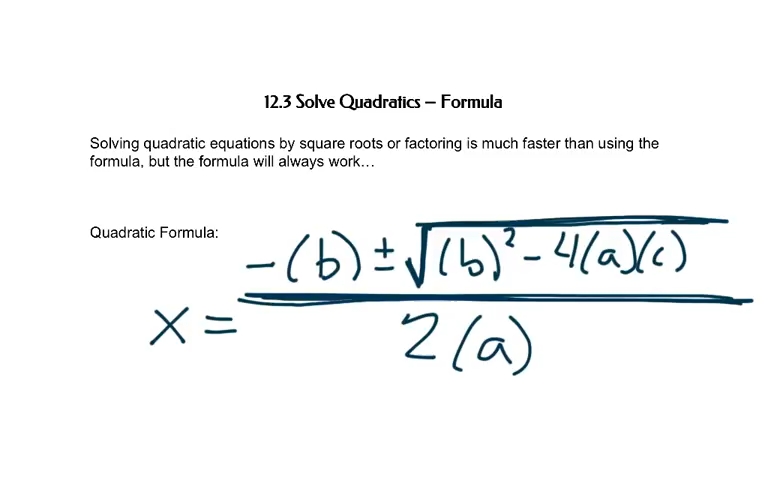 12.3 Solve Quadratics – Formula
Solving quadratic equations by square roots or factoring is much faster than using the
formula, but the formula will always work…
Quadratic Formula:
x = (-(b) ± √((b)² - 4(a)(c))) / 2(a)